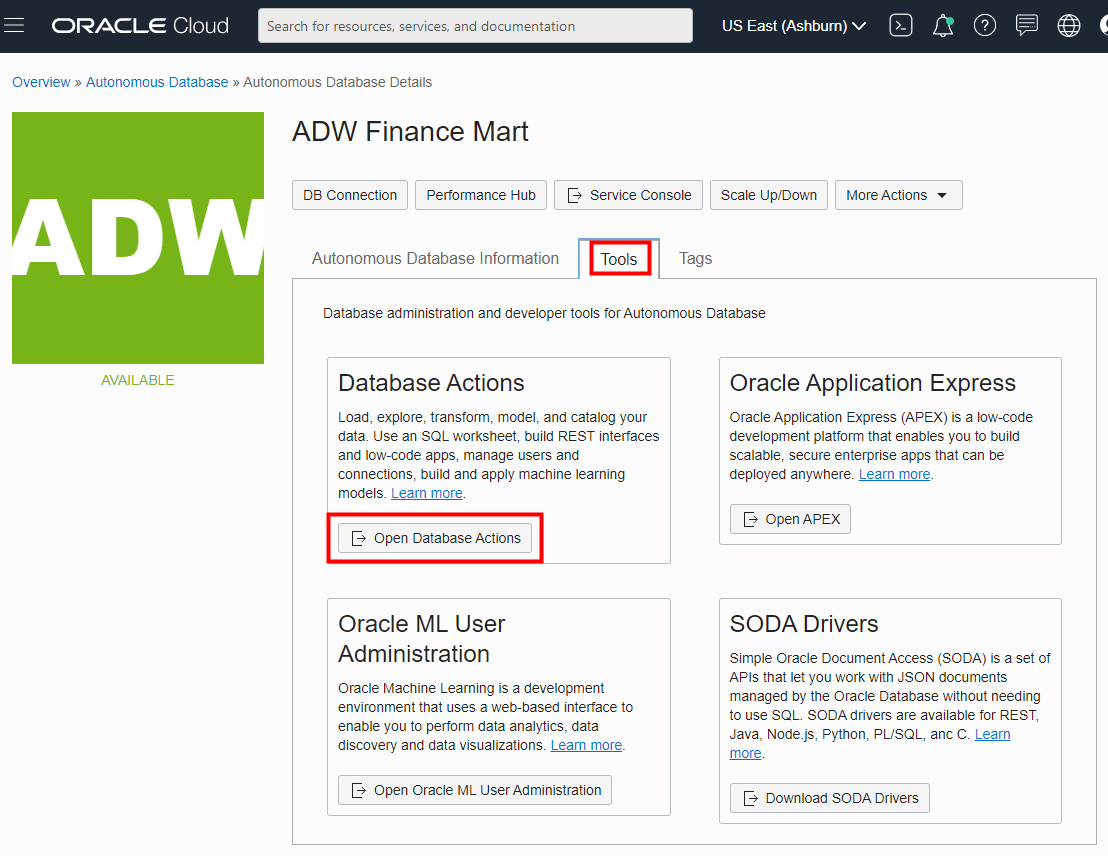 ORACLE Cloud
Search for resources, services, and documentation
US East (Ashburn)
Overview » Autonomous Database » Autonomous Database Details
ADW
AVAILABLE
ADW Finance Mart
DB Connection
Performance Hub
Service Console
Scale Up/Down
More Actions
Autonomous Database Information
Tools
Tags
Database administration and developer tools for Autonomous Database
Database Actions
Load, explore, transform, model, and catalog your
data. Use an SQL worksheet, build REST interfaces
and low-code apps, manage users and
connections, build and apply machine learning
models. Learn more.
Open Database Actions
Oracle Application Express
Oracle Application Express (APEX) is a low-code
development platform that enables you to build
scalable, secure enterprise apps that can be
deployed anywhere. Learn more.
Open APEX
Oracle ML User
Administration
Oracle Machine Learning is a development
environment that uses a web-based interface to
enable you to perform data analytics, data
discovery and data visualizations. Learn more.
Open Oracle ML User Administration
SODA Drivers
Simple Oracle Document Access (SODA) is a set of
APIs that let you work with JSON documents
managed by the Oracle Database without needing
to use SQL. SODA drivers are available for REST,
Java, Node.js, Python, PL/SQL, anc C. Learn
more.
Download SODA Drivers